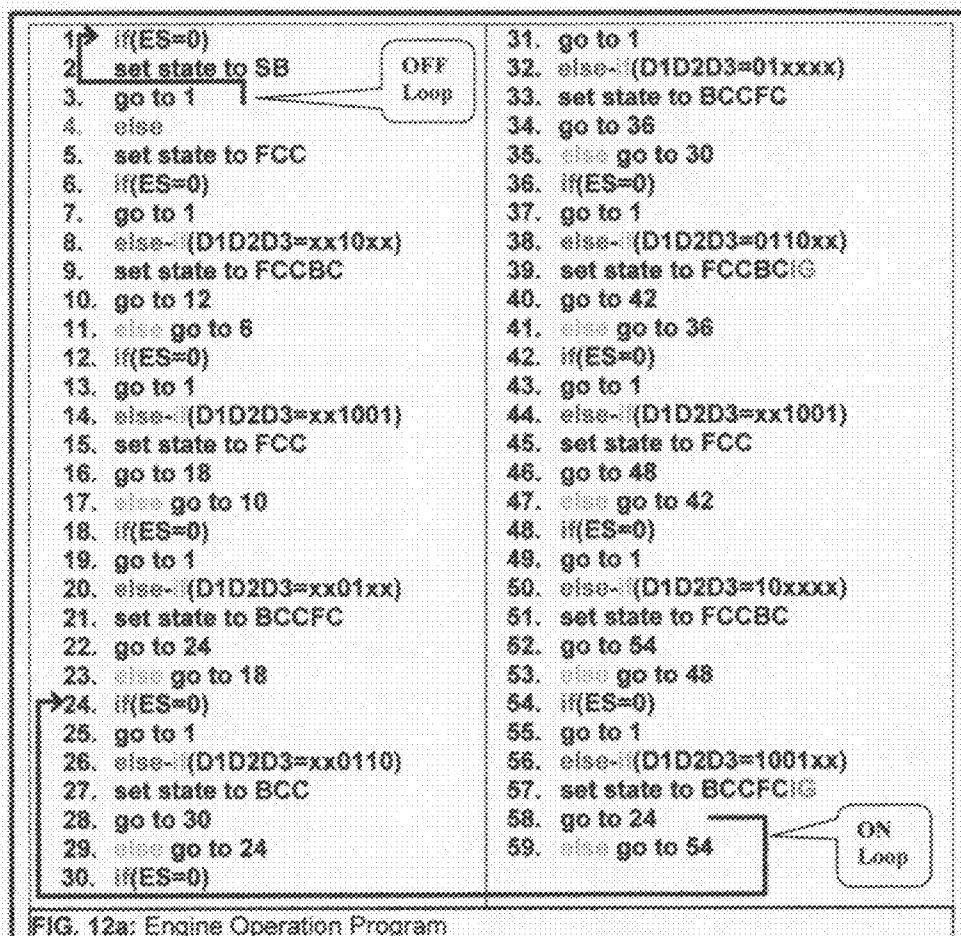 1. if(ES=0)
2. set state to SB
3. go to 1
4. else
5. set state to FCC
6. if(ES=0)
7. go to 1
8. else-if(D1D2D3=xx10xx)
9. set state to FCCBC
10. go to 12
11. else go to 6
12. if(ES=0)
13. go to 1
14. else-if(D1D2D3=xx1001)
15. set state to FCC
16. go to 18
17. else go to 10
18. if(ES=0)
19. go to 1
20. else-if(D1D2D3=xx01xx)
21. set state to BCCFC
22. go to 24
23. else go to 18
24. if(ES=0)
25. go to 1
26. else-if(D1D2D3=xx0110)
27. set state to BCC
28. go to 30
29. else go to 24
30. if(ES=0)
OFF
Loop
31. go to 1
32. else-if(D1D2D3=01xxxx)
33. set state to BCCFC
34. go to 36
35. else go to 30
36. if(ES=0)
37. go to 1
38. else-if(D1D2D3=0110xx)
39. set state to FCCBCIG
40. go to 42
41. else go to 36
42. if(ES=0)
43. go to 1
44. else-if(D1D2D3=xx1001)
45. set state to FCC
46. go to 48
47. else go to 42
48. if(ES=0)
49. go to 1
50. else-if(D1D2D3=10xxxx)
51. set state to FCCBC
52. go to 54
53. else go to 48
54. if(ES=0)
55. go to 1
56. else-if(D1D2D3=1001xx)
57. set state to BCCFCIG
58. go to 24
59. else go to 54
ON
Loop
FIG. 12a: Engine Operation Program